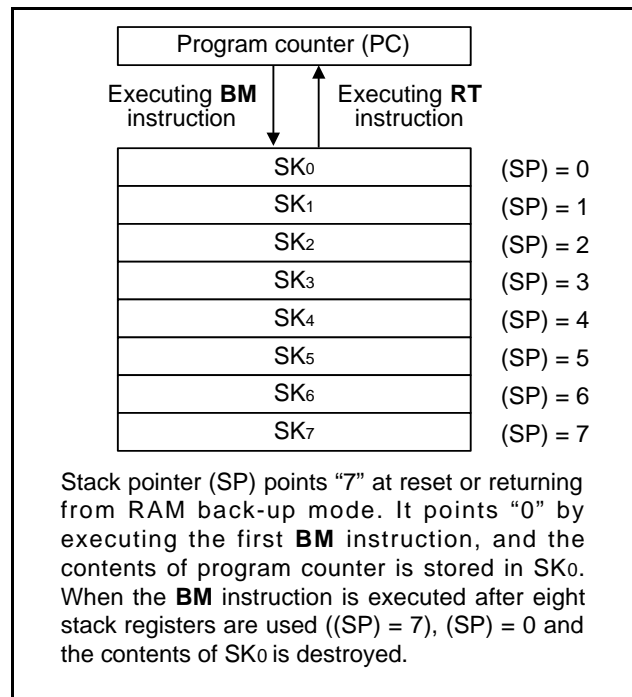 Program counter (PC)
Executing BM
instruction
Executing RT
instruction
SK0 (SP) = 0
SK1 (SP) = 1
SK2 (SP) = 2
SK3 (SP) = 3
SK4 (SP) = 4
SK5 (SP) = 5
SK6 (SP) = 6
SK7 (SP) = 7
Stack pointer (SP) points “7” at reset or returning
from RAM back-up mode. It points “0” by
executing the first BM instruction, and the
contents of program counter is stored in SK0.
When the BM instruction is executed after eight
stack registers are used ((SP) = 7), (SP) = 0 and
the contents of SK0 is destroyed.